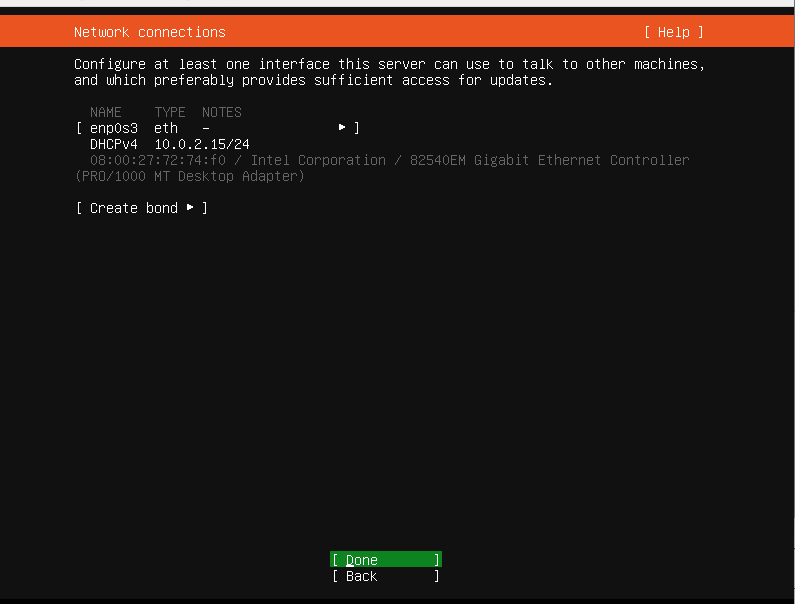 Network connections [ Help ]
Configure at least one interface this server can use to talk to other machines,
and which preferably provides sufficient access for updates.
NAME TYPE NOTES
[ enp0s3 eth - ▸ ]
DHCPv4 10.0.2.15/24
08:00:27:72:74:f0 / Intel Corporation / 82540EM Gigabit Ethernet Controller
(PRO/1000 MT Desktop Adapter)
[ Create bond ▸ ]
[ Done ]
[ Back ]